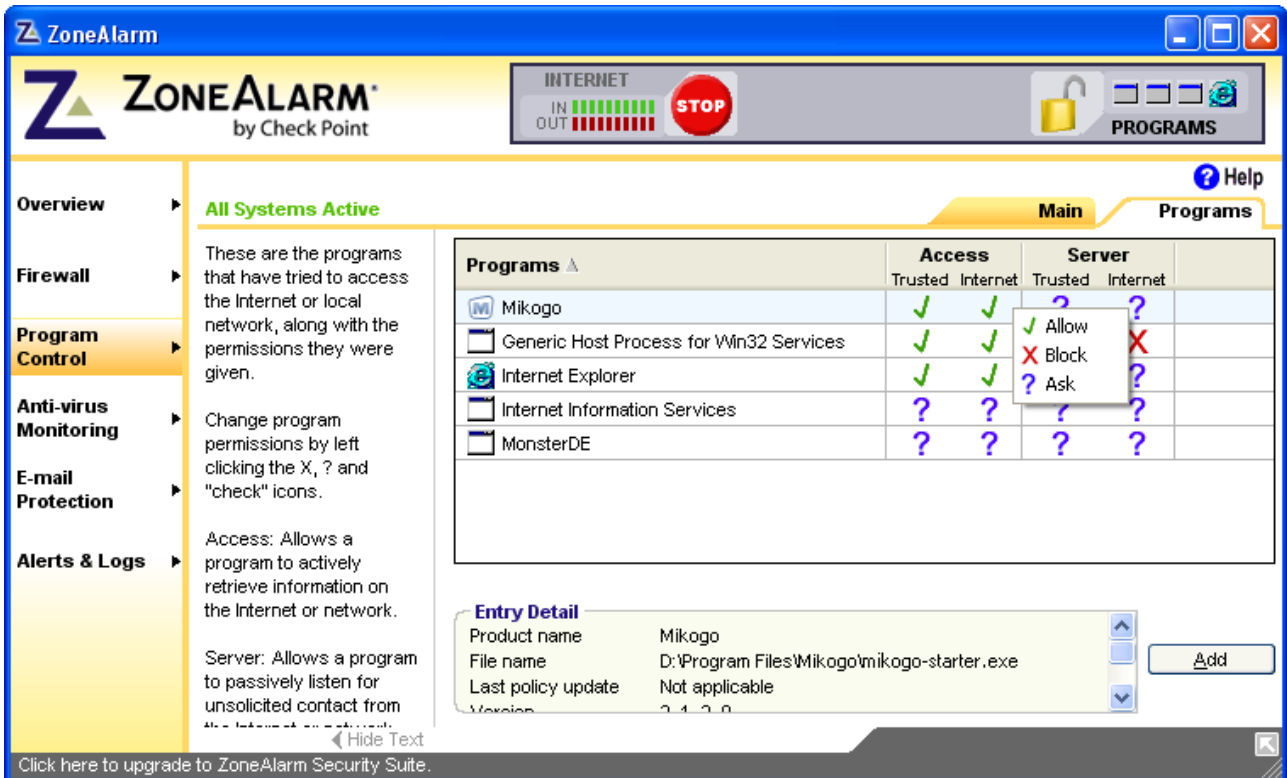 ZoneAlarm
ZONEALARM
by Check Point
INTERNET
IN
OUT
STOP
PROGRAMS
Help
Overview
Firewall
Program
Control
Anti-virus
Monitoring
E-mail
Protection
Alerts & Logs
All Systems Active
Main
Programs
These are the programs
that have tried to access
the Internet or local
network, along with the
permissions they were
given.
Change program
permissions by left
clicking the X, ? and
"check" icons.
Access: Allows a
program to actively
retrieve information on
the Internet or network.
Server: Allows a program
to passively listen for
unsolicited contact from
Hide Text
Programs
Access
Server
Trusted Internet Trusted Internet
M Mikogo
Generic Host Process for Win32 Services
Internet Explorer
Internet Information Services
MonsterDE
Allow
Block
Ask
Entry Detail
Product name Mikogo
File name D:\Program Files\Mikogo\mikogo-starter.exe
Last policy update Not applicable
Add
Click here to upgrade to ZoneAlarm Security Suite.